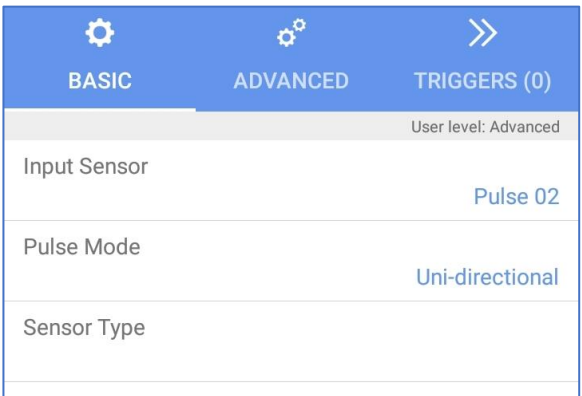 BASIC
ADVANCED
TRIGGERS (0)
User level: Advanced
Input Sensor
Pulse 02
Pulse Mode
Uni-directional
Sensor Type